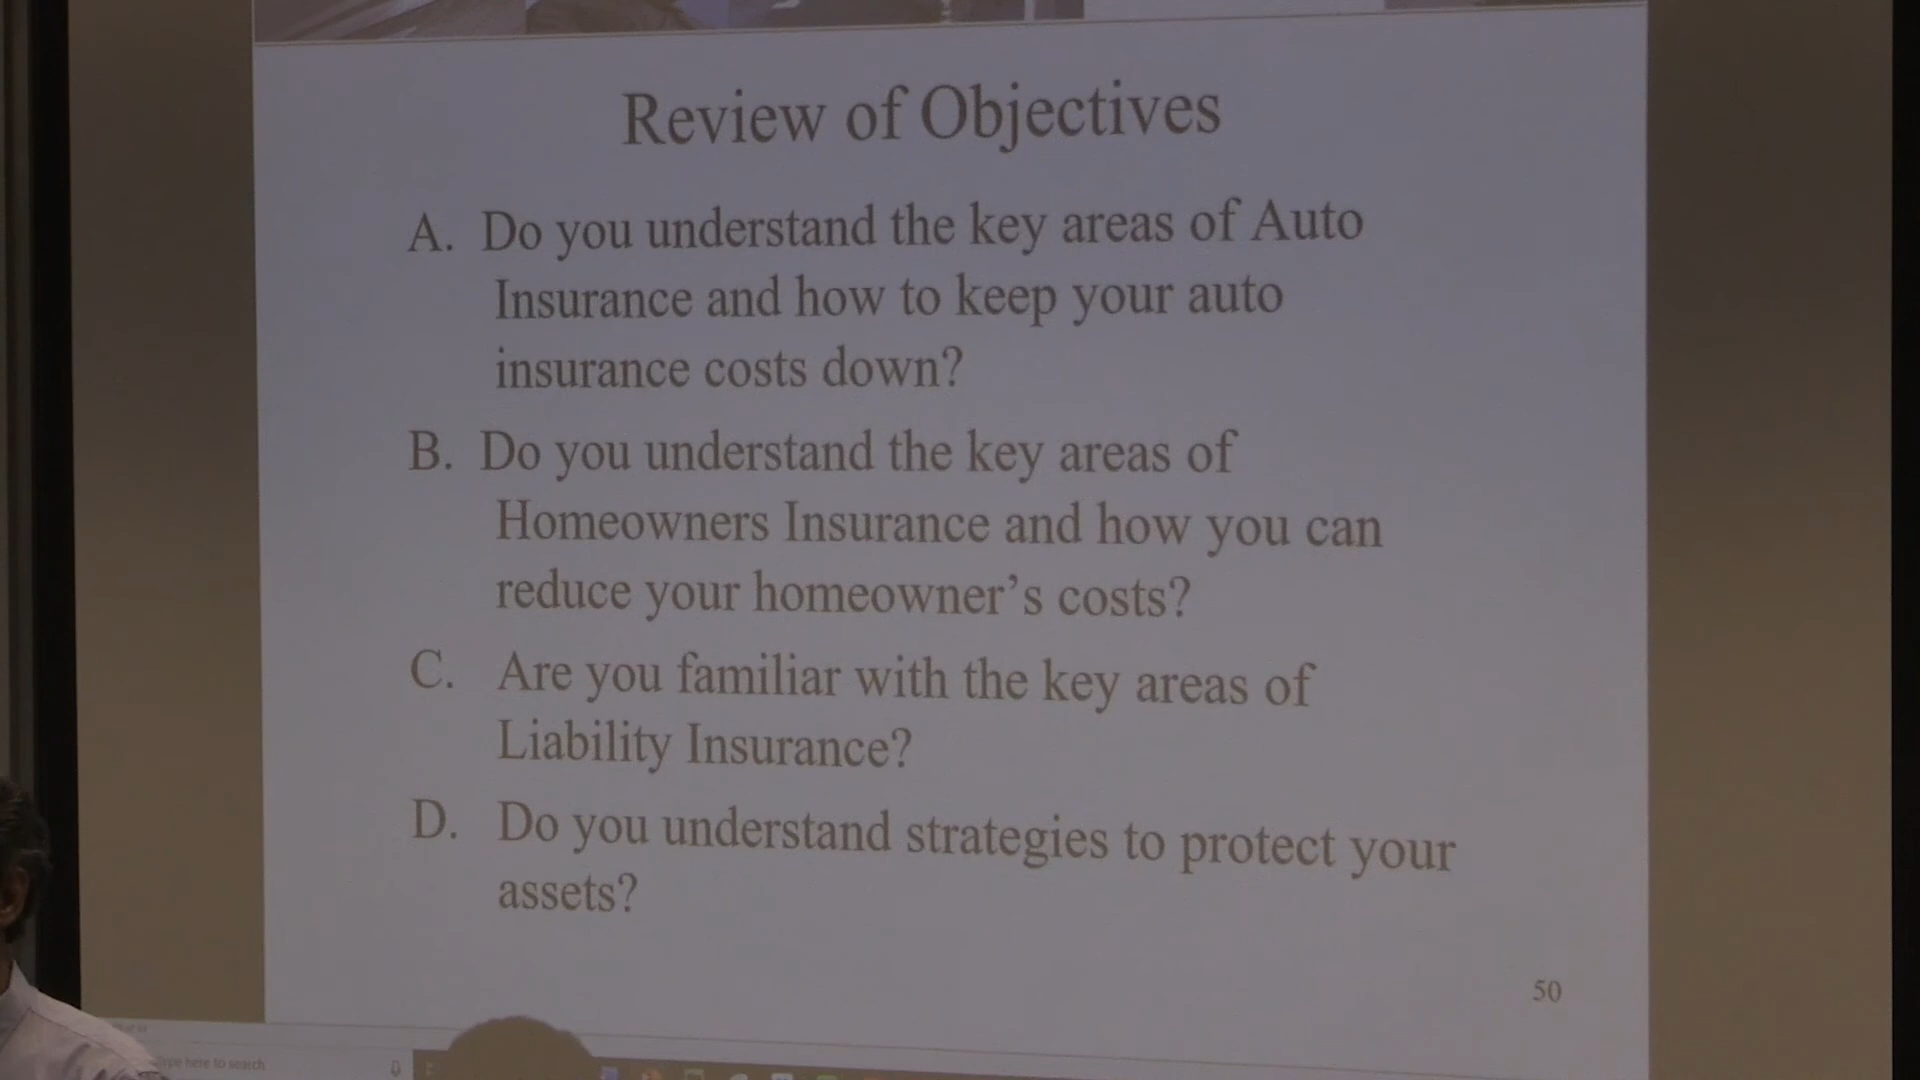 Review of Objectives
A. Do you understand the key areas of Auto
Insurance and how to keep your auto
insurance costs down?
B. Do you understand the key areas of
Homeowners Insurance and how you can
reduce your homeowner's costs?
C. Are you familiar with the key areas of
Liability Insurance?
D. Do you understand strategies to protect your
assets?
50
here to search